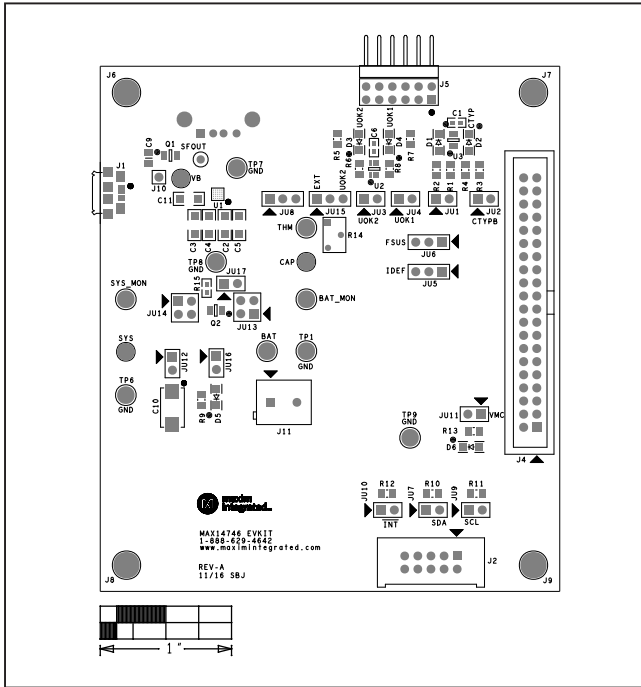 J6
J7
J5
UOK2
UOK1
CTYP
C1
C9
Q1
SFOUT
R5
D3
R6
C6
D4
R8
R7
D1
D2
U3
J1
J10
VB
TP7
GND
U2
R2
R1
R4
R3
C11
U1
EXT
UOK2
JU8
JU15
JU3
UOK2
JU4
UOK1
JU1
JU2
CTYPB
C3
C4
C2
C5
THM
R14
FSUS
JU6
TP8
GND
CAP
IDEF
JU5
JU17
R15
SYS_MON
JU14
Q2
JU13
BAT_MON
SYS
JU12
JU16
BAT
TP1
GND
TP6
GND
C10
R9
D5
J11
TP9
GND
JU11
VMC
R13
D6
J4
JU10
R12
JU7
R10
JU9
R11
INT
SDA
SCL
maxim
integrated™
MAX14746 EVKIT
1-888-629-4642
www.maximintegrated.com
REV-A
11/16 SBJ
J2
J8
J9
1"